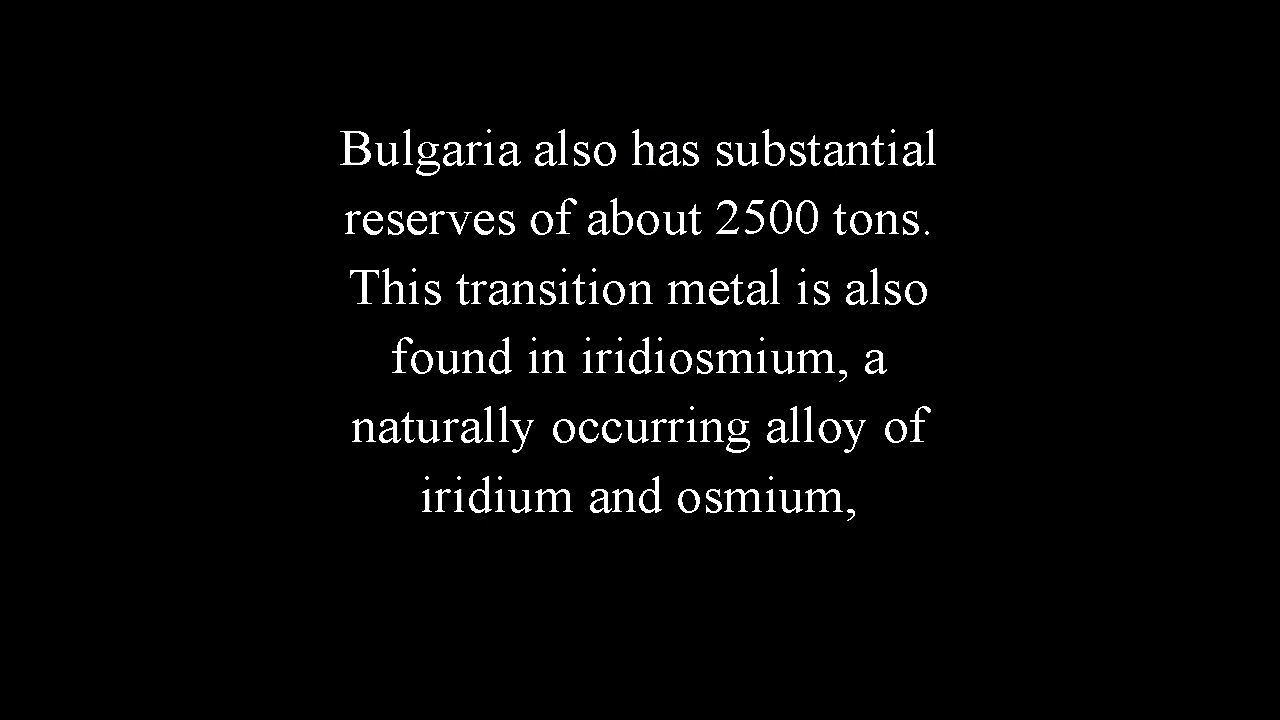 Bulgaria also has substantial
reserves of about 2500 tons.
This transition metal is also
found in iridiosmium, a
naturally occurring alloy of
iridium and osmium,